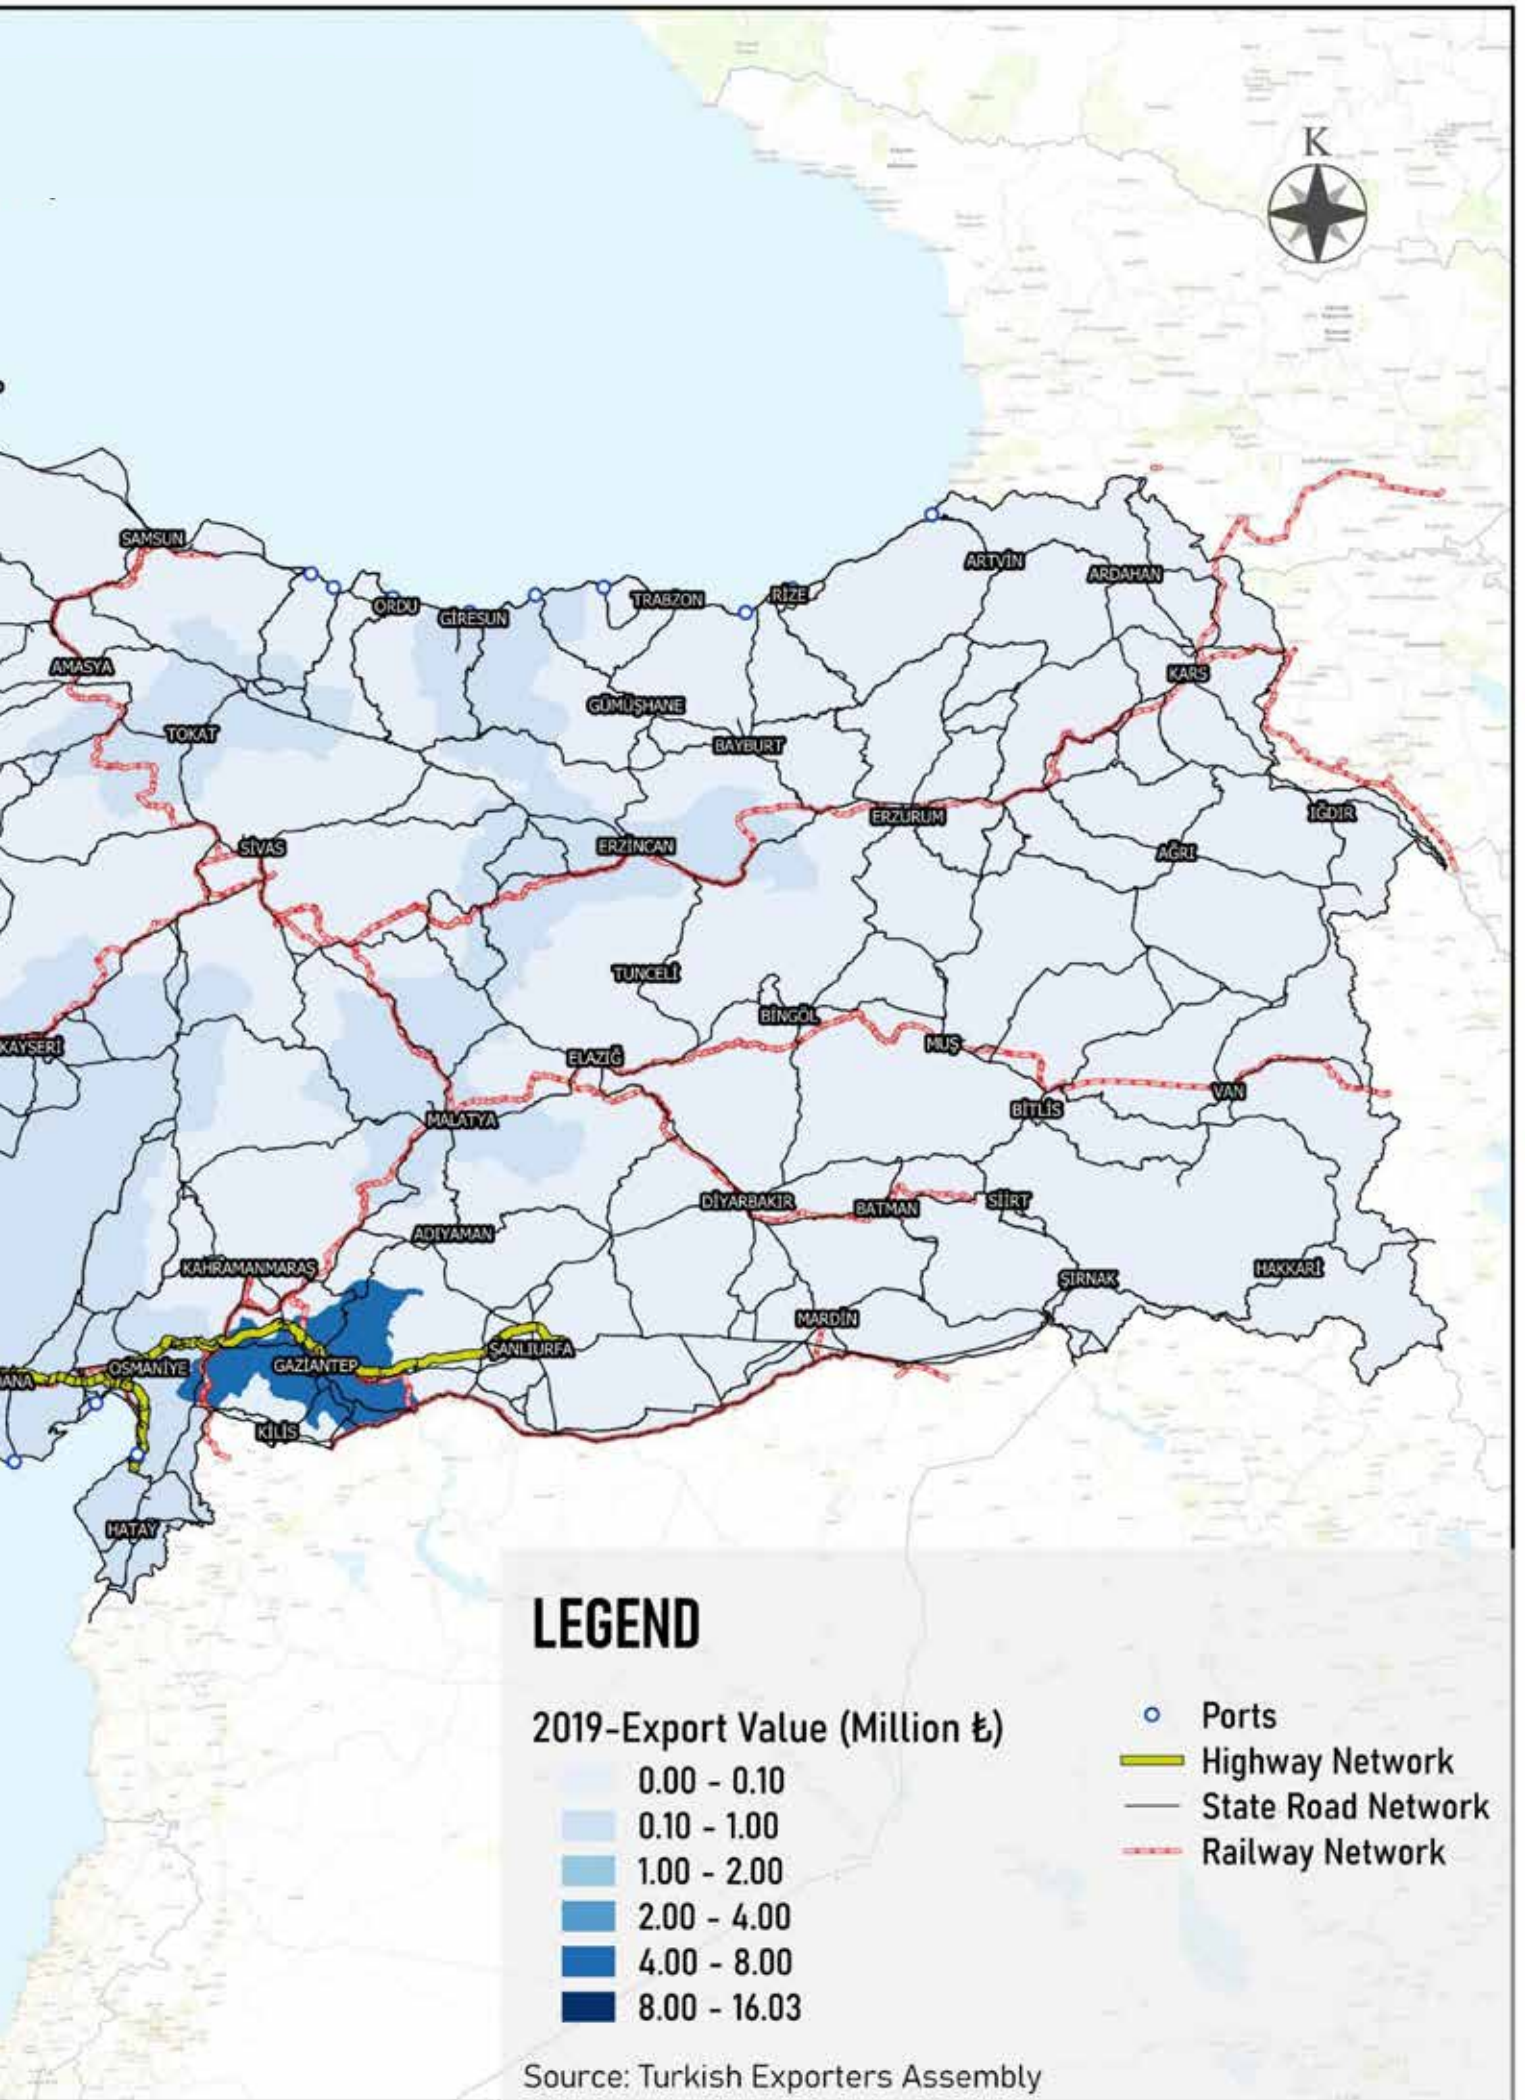 K
SAMSUN
ORDU
GİRESUN
TRABZON
RİZE
ARTVİN
ARDAHAN
AMASYA
KARS
TOKAT
GÜMÜŞHANE
BAYBURT
SİVAS
ERZİNCAN
ERZURUM
IĞDIR
AĞRI
TUNCELİ
BİNGÖL
KAYSERİ
ELAZIĞ
MUŞ
VAN
MALATYA
BİTLİS
DİYARBAKIR
BATMAN
SİİRT
ADIYAMAN
KAHRAMANMARAŞ
ŞIRNAK
HAKKARİ
MARDİN
ANA
OSMANİYE
GAZİANTEP
ŞANLIURFA
KİLİS
HATAY
LEGEND
2019-Export Value (Million ₺)
0.00 - 0.10
0.10 - 1.00
1.00 - 2.00
2.00 - 4.00
4.00 - 8.00
8.00 - 16.03
Ports
Highway Network
State Road Network
Railway Network
Source: Turkish Exporters Assembly